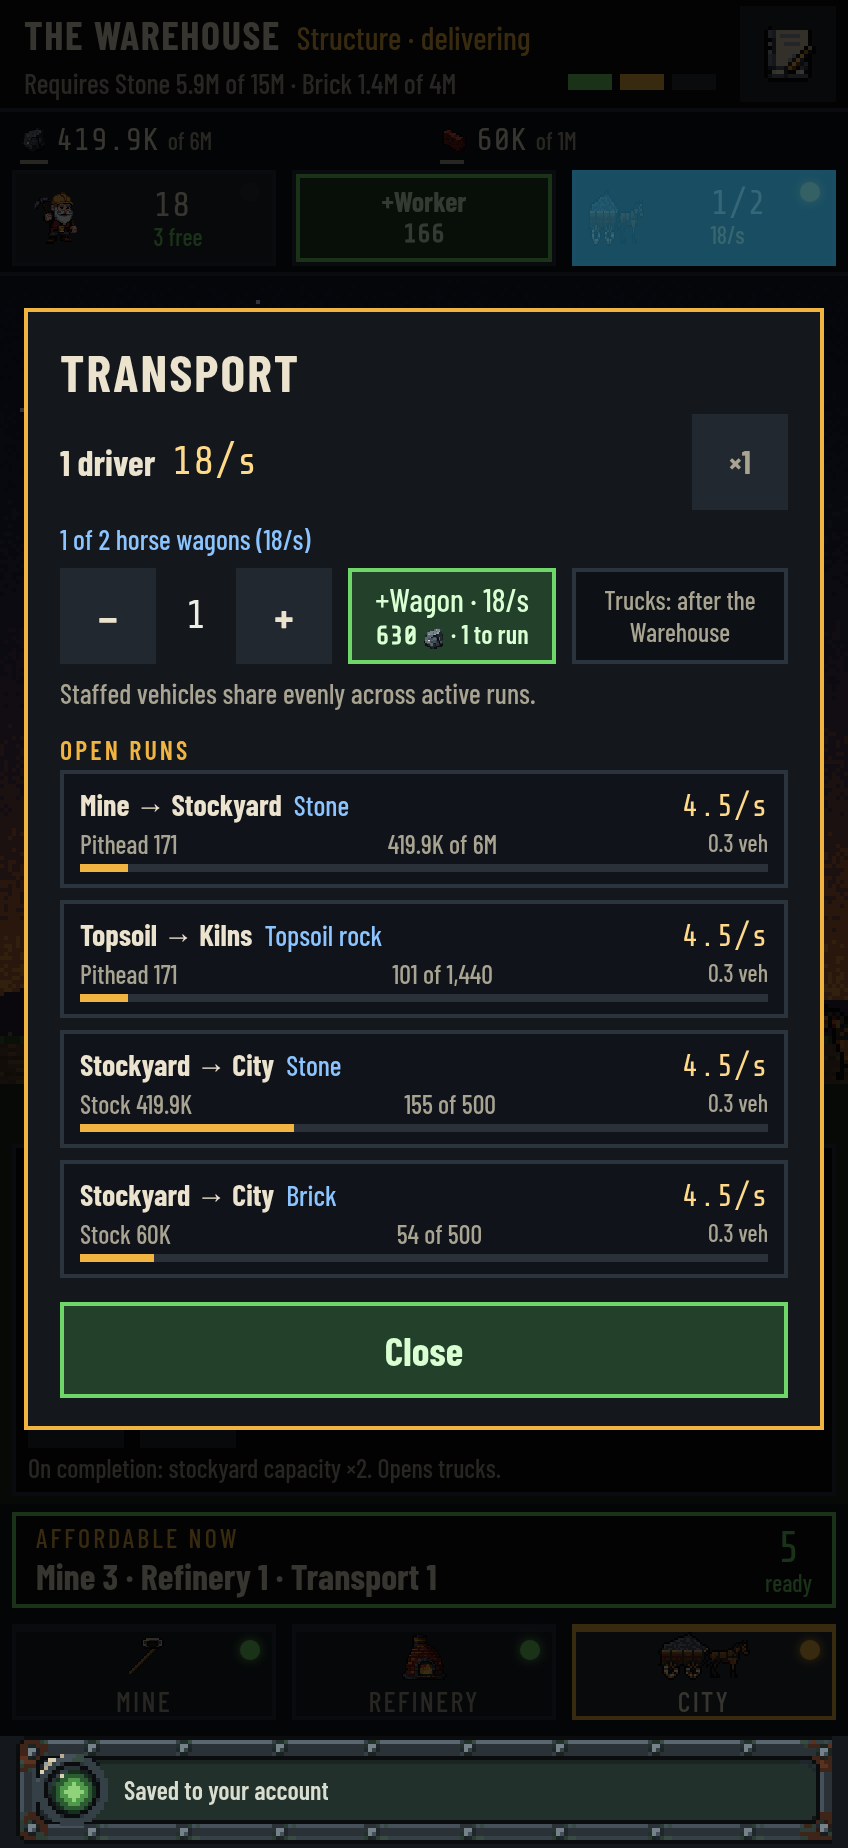 THE WAREHOUSE Structure · delivering
Requires Stone 5.9M of 15M · Brick 1.4M of 4M
419.9K of 6M 60K of 1M
18
3 free
+Worker
166
1/2
18/s
TRANSPORT
1 driver 18/s
×1
1 of 2 horse wagons (18/s)
− 1 +
+Wagon · 18/s
630 · 1 to run
Trucks: after the
Warehouse
Staffed vehicles share evenly across active runs.
OPEN RUNS
Mine → Stockyard Stone 4.5/s
Pithead 171 419.9K of 6M 0.3 veh
Topsoil → Kilns Topsoil rock 4.5/s
Pithead 171 101 of 1,440 0.3 veh
Stockyard → City Stone 4.5/s
Stock 419.9K 155 of 500 0.3 veh
Stockyard → City Brick 4.5/s
Stock 60K 54 of 500 0.3 veh
Close
On completion: stockyard capacity ×2. Opens trucks.
AFFORDABLE NOW
Mine 3 · Refinery 1 · Transport 1
5
ready
MINE REFINERY CITY
Saved to your account